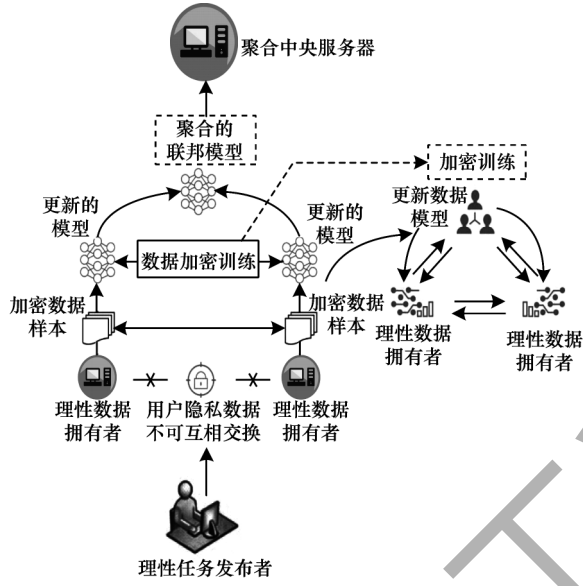 聚合中央服务器
聚合的
联邦模型
加密训练
更新的
模型
更新的
模型
更新数据
模型
数据加密训练
加密数据
样本
加密数据
样本
理性数据
拥有者
理性数据
拥有者
理性数据
拥有者
用户隐私数据
不可互相交换
理性数据
拥有者
理性任务发布者